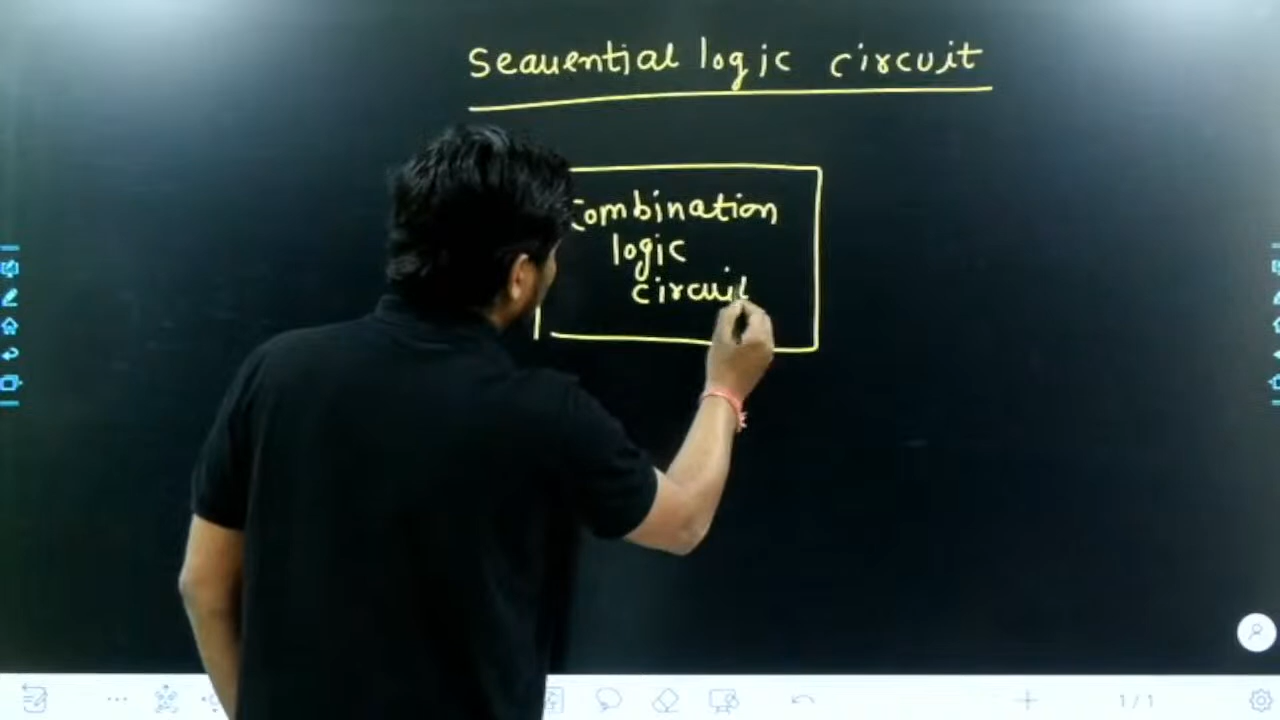 Seauential logic circuit
Combination
logic
circuit
1/1